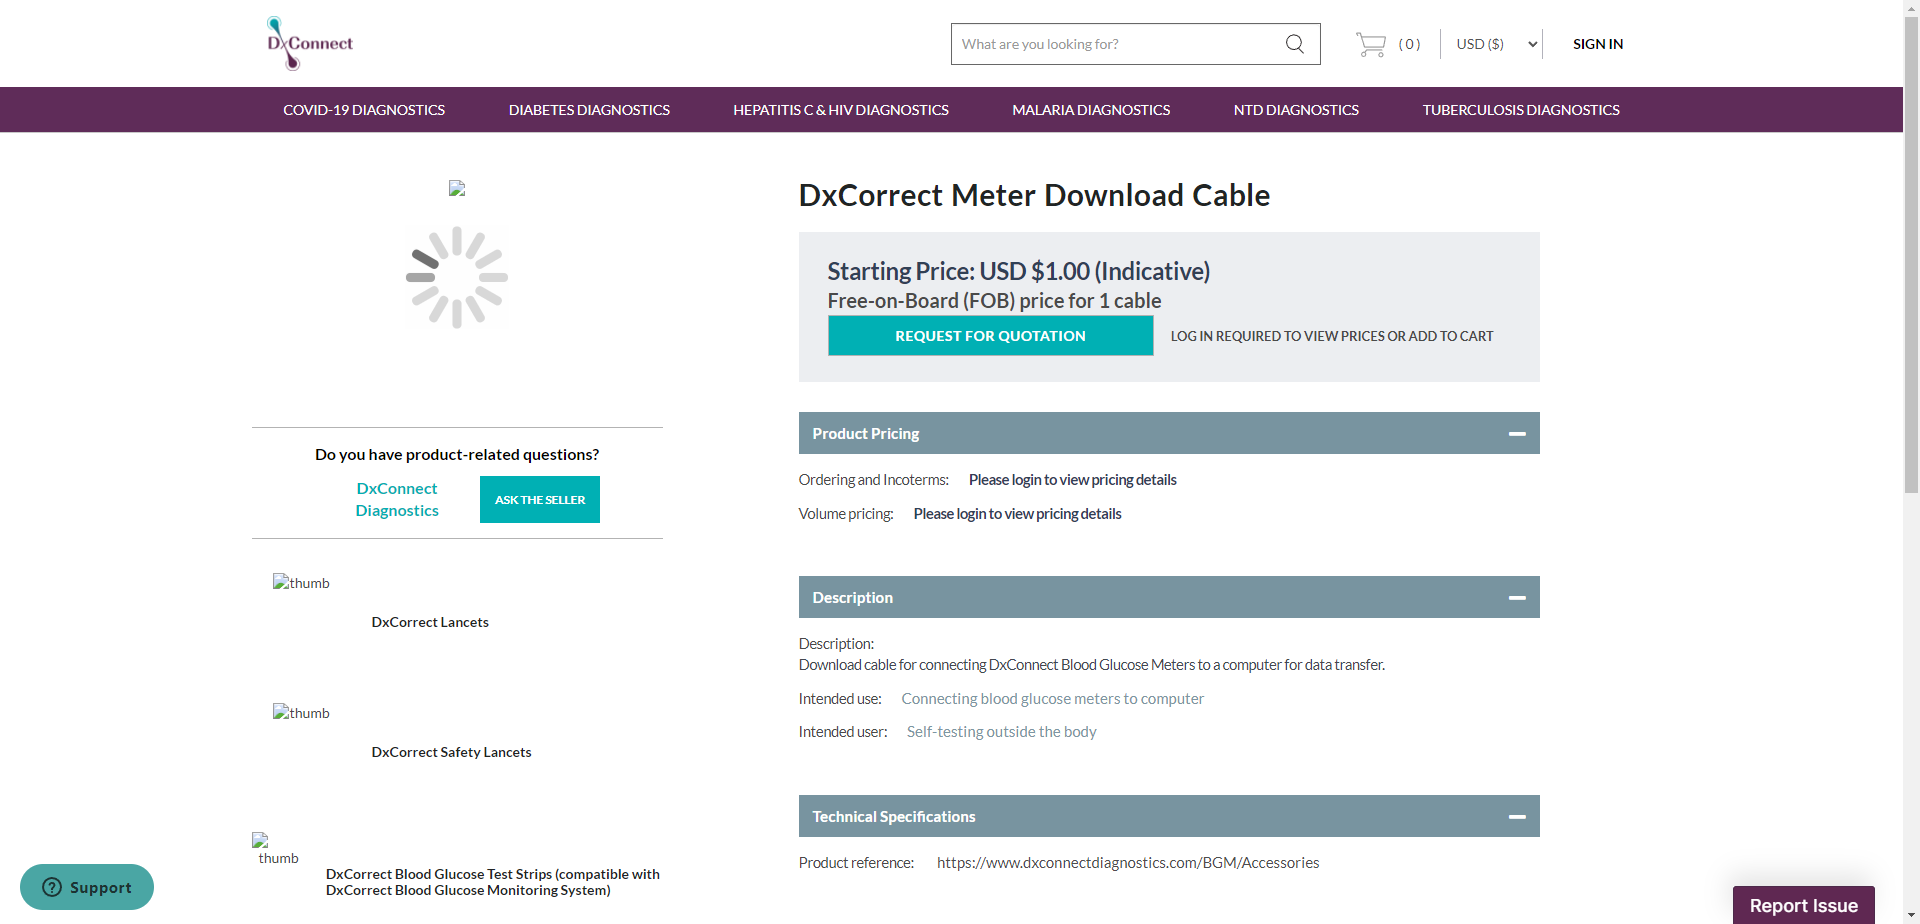 DxConnect
What are you looking for?
( 0 )
USD ($)
SIGN IN
COVID-19 DIAGNOSTICS
DIABETES DIAGNOSTICS
HEPATITIS C & HIV DIAGNOSTICS
MALARIA DIAGNOSTICS
NTD DIAGNOSTICS
TUBERCULOSIS DIAGNOSTICS
DxCorrect Meter Download Cable
Starting Price: USD $1.00 (Indicative)
Free-on-Board (FOB) price for 1 cable
REQUEST FOR QUOTATION
LOG IN REQUIRED TO VIEW PRICES OR ADD TO CART
Do you have product-related questions?
DxConnect
Diagnostics
ASK THE SELLER
thumb
DxCorrect Lancets
thumb
DxCorrect Safety Lancets
thumb
DxCorrect Blood Glucose Test Strips (compatible with
DxCorrect Blood Glucose Monitoring System)
Product Pricing
Ordering and Incoterms: Please login to view pricing details
Volume pricing: Please login to view pricing details
Description
Description:
Download cable for connecting DxConnect Blood Glucose Meters to a computer for data transfer.
Intended use: Connecting blood glucose meters to computer
Intended user: Self-testing outside the body
Technical Specifications
Product reference: https://www.dxconnectdiagnostics.com/BGM/Accessories
Support
Report Issue